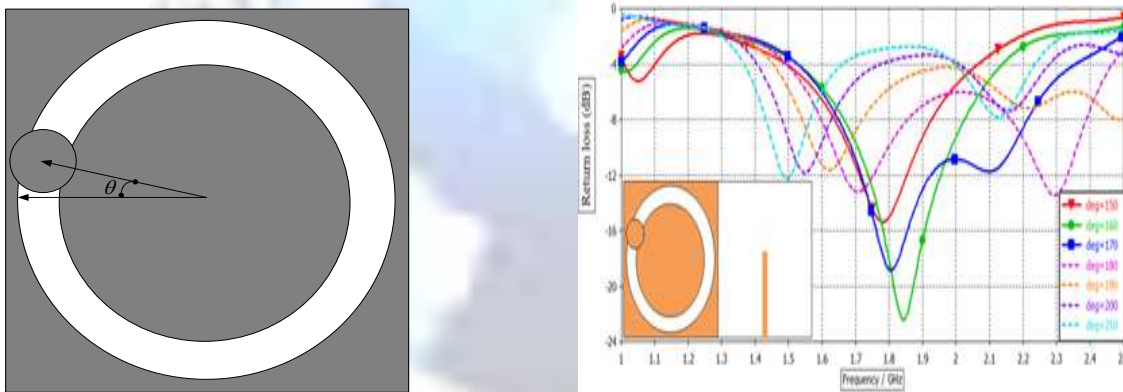 θ
Return loss (dB)
0
-4
-8
-12
-16
-20
-24
deg=150
deg=160
deg=170
deg=180
deg=190
deg=200
deg=210
1 1.1 1.2 1.3 1.4 1.5 1.6 1.7 1.8 1.9 2 2.1 2.2 2.3 2.4 2.5
Frequency / GHz